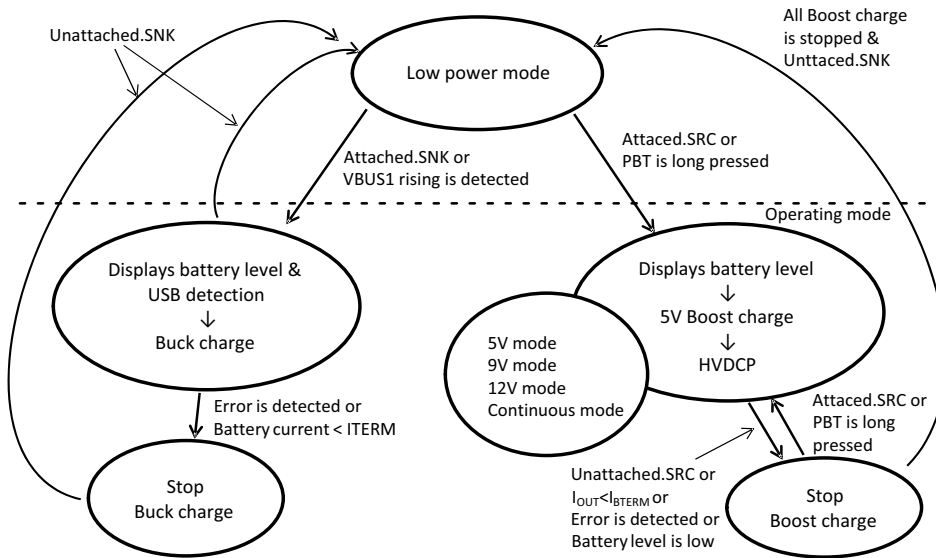 Unattached.SNK
Low power mode
All Boost charge
is stopped &
Unttaced.SNK
Attached.SNK or
VBUS1 rising is detected
Attaced.SRC or
PBT is long pressed
Operating mode
Displays battery level &
USB detection
↓
Buck charge
Displays battery level
↓
5V Boost charge
↓
HVDCP
5V mode
9V mode
12V mode
Continuous mode
Error is detected or
Battery current < ITERM
Attaced.SRC or
PBT is long
pressed
Unattached.SRC or
IOUT<IBTERM or
Error is detected or
Battery level is low
Stop
Buck charge
Stop
Boost charge